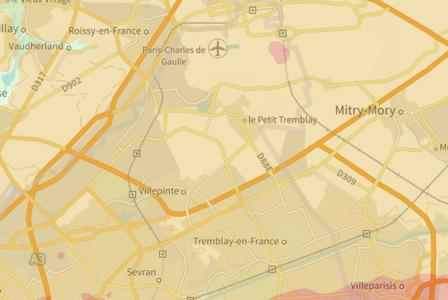 le Vieux Village
Roissy-en-France
Vaudherland
Paris-Charles de
Gaulle
D317
D902
le Petit Tremblay
Mitry-Mory
D88E
D309
Villepinte
Tremblay-en-France
A3
Sevran
Villeparisis